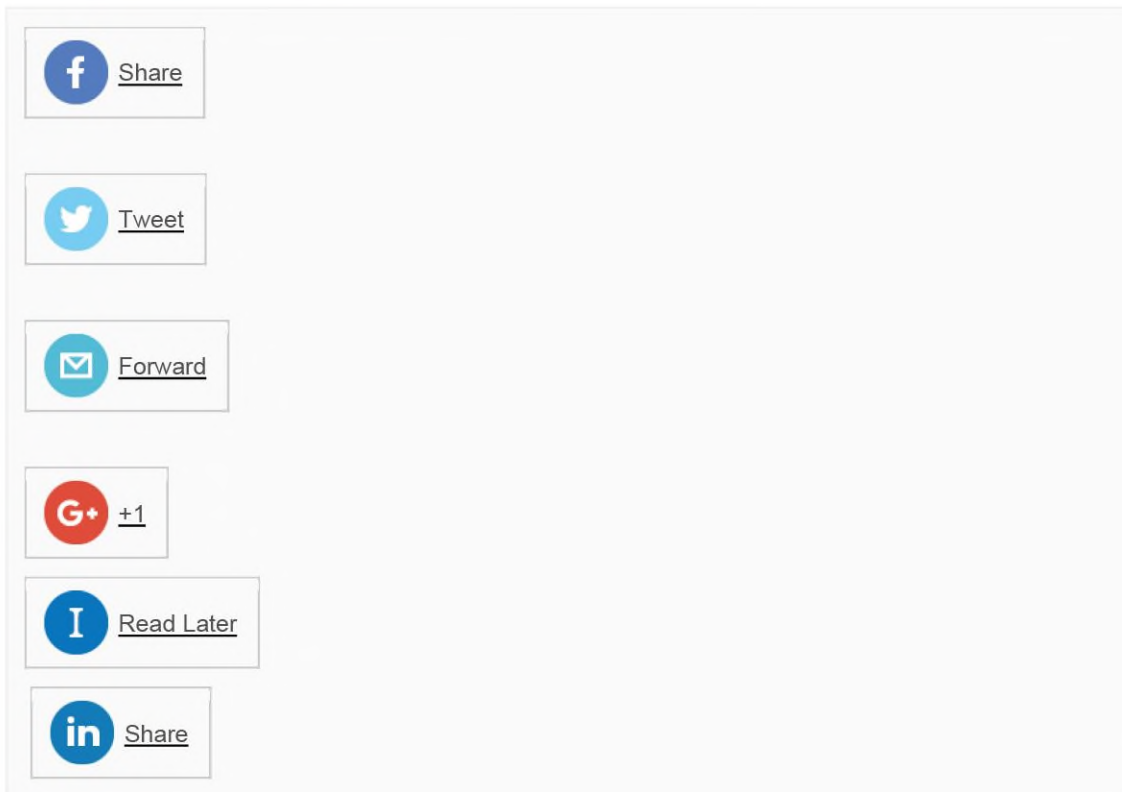 f Share
Tweet
Forward
G+ +1
I Read Later
in Share